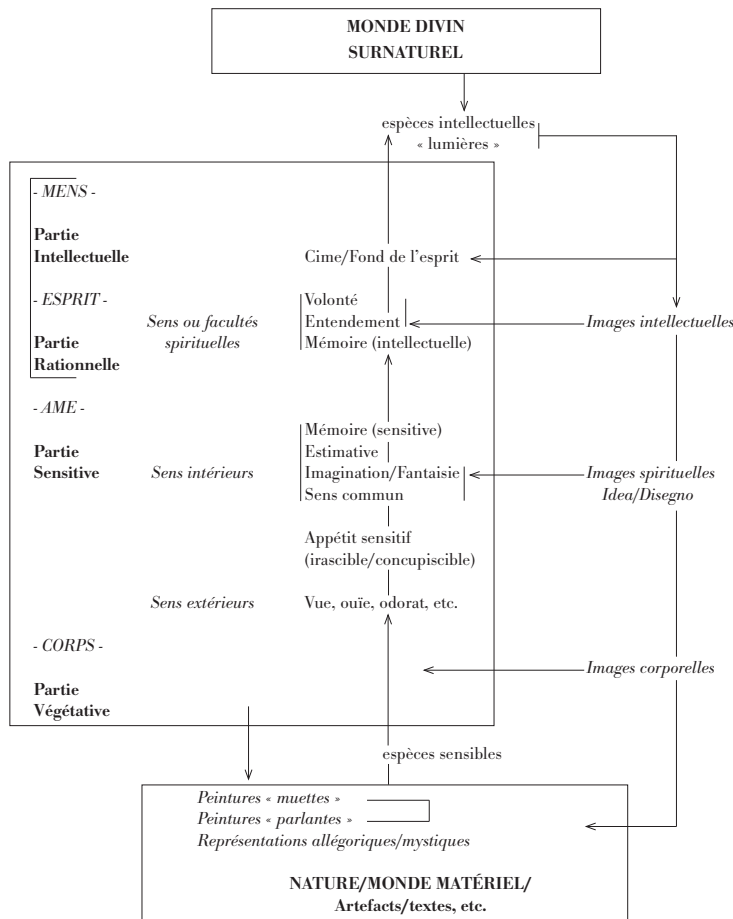 MONDE DIVIN
SURNATUREL
espèces intellectuelles
« lumières »
- MENS -
Partie
Intellectuelle
Cime/Fond de l'esprit
- ESPRIT -
Partie
Rationnelle
Sens ou facultés
spirituelles
Volonté
Entendement
Mémoire (intellectuelle)
Images intellectuelles
- AME -
Partie
Sensitive
Sens intérieurs
Mémoire (sensitive)
Estimative
Imagination/Fantaisie
Sens commun
Images spirituelles
Idea/Disegno
Appétit sensitif
(irascible/concupiscible)
Sens extérieurs
Vue, ouïe, odorat, etc.
- CORPS -
Partie
Végétative
Images corporelles
espèces sensibles
Peintures « muettes »
Peintures « parlantes »
Représentations allégoriques/mystiques
NATURE/MONDE MATÉRIEL/
Artefacts/textes, etc.